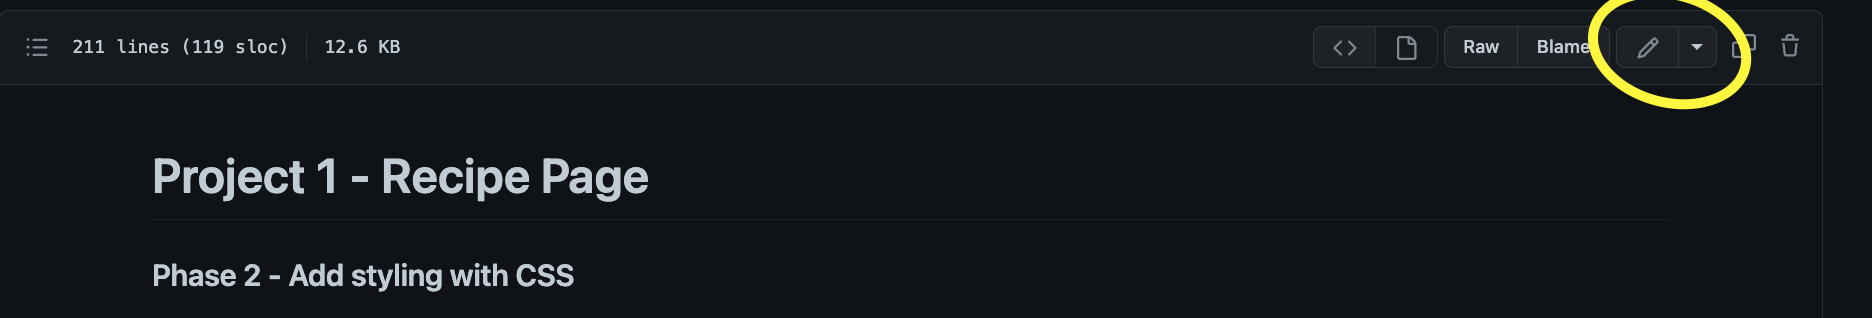 211 lines (119 sloc) 12.6 KB Raw Blame
Project 1 - Recipe Page
Phase 2 - Add styling with CSS